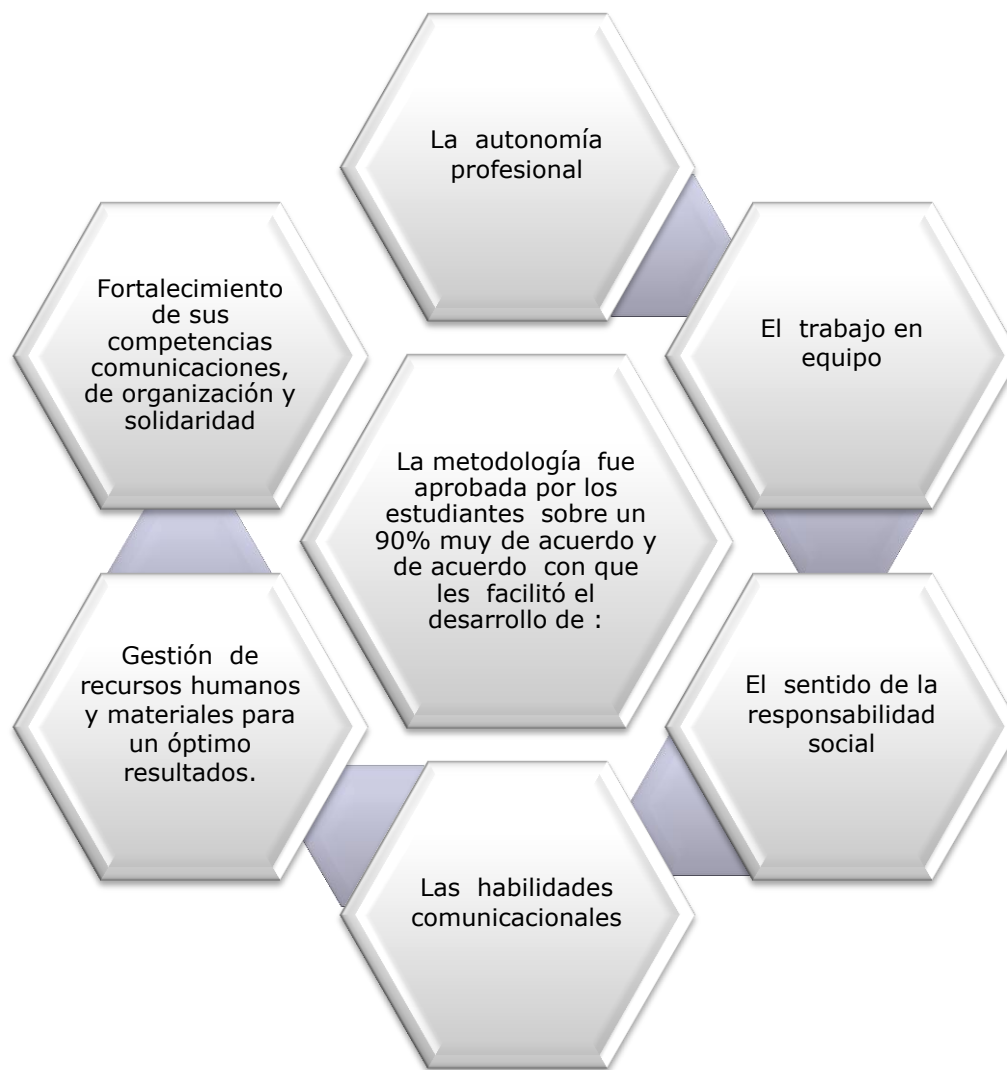 La autonomía
profesional
El trabajo en
equipo
El sentido de la
responsabilidad
social
Las habilidades
comunicacionales
Gestión de
recursos humanos
y materiales para
un óptimo
resultados.
Fortalecimiento
de sus
competencias
comunicaciones,
de organización y
solidaridad
La metodología fue
aprobada por los
estudiantes sobre un
90% muy de acuerdo y
de acuerdo con que
les facilitó el
desarrollo de :